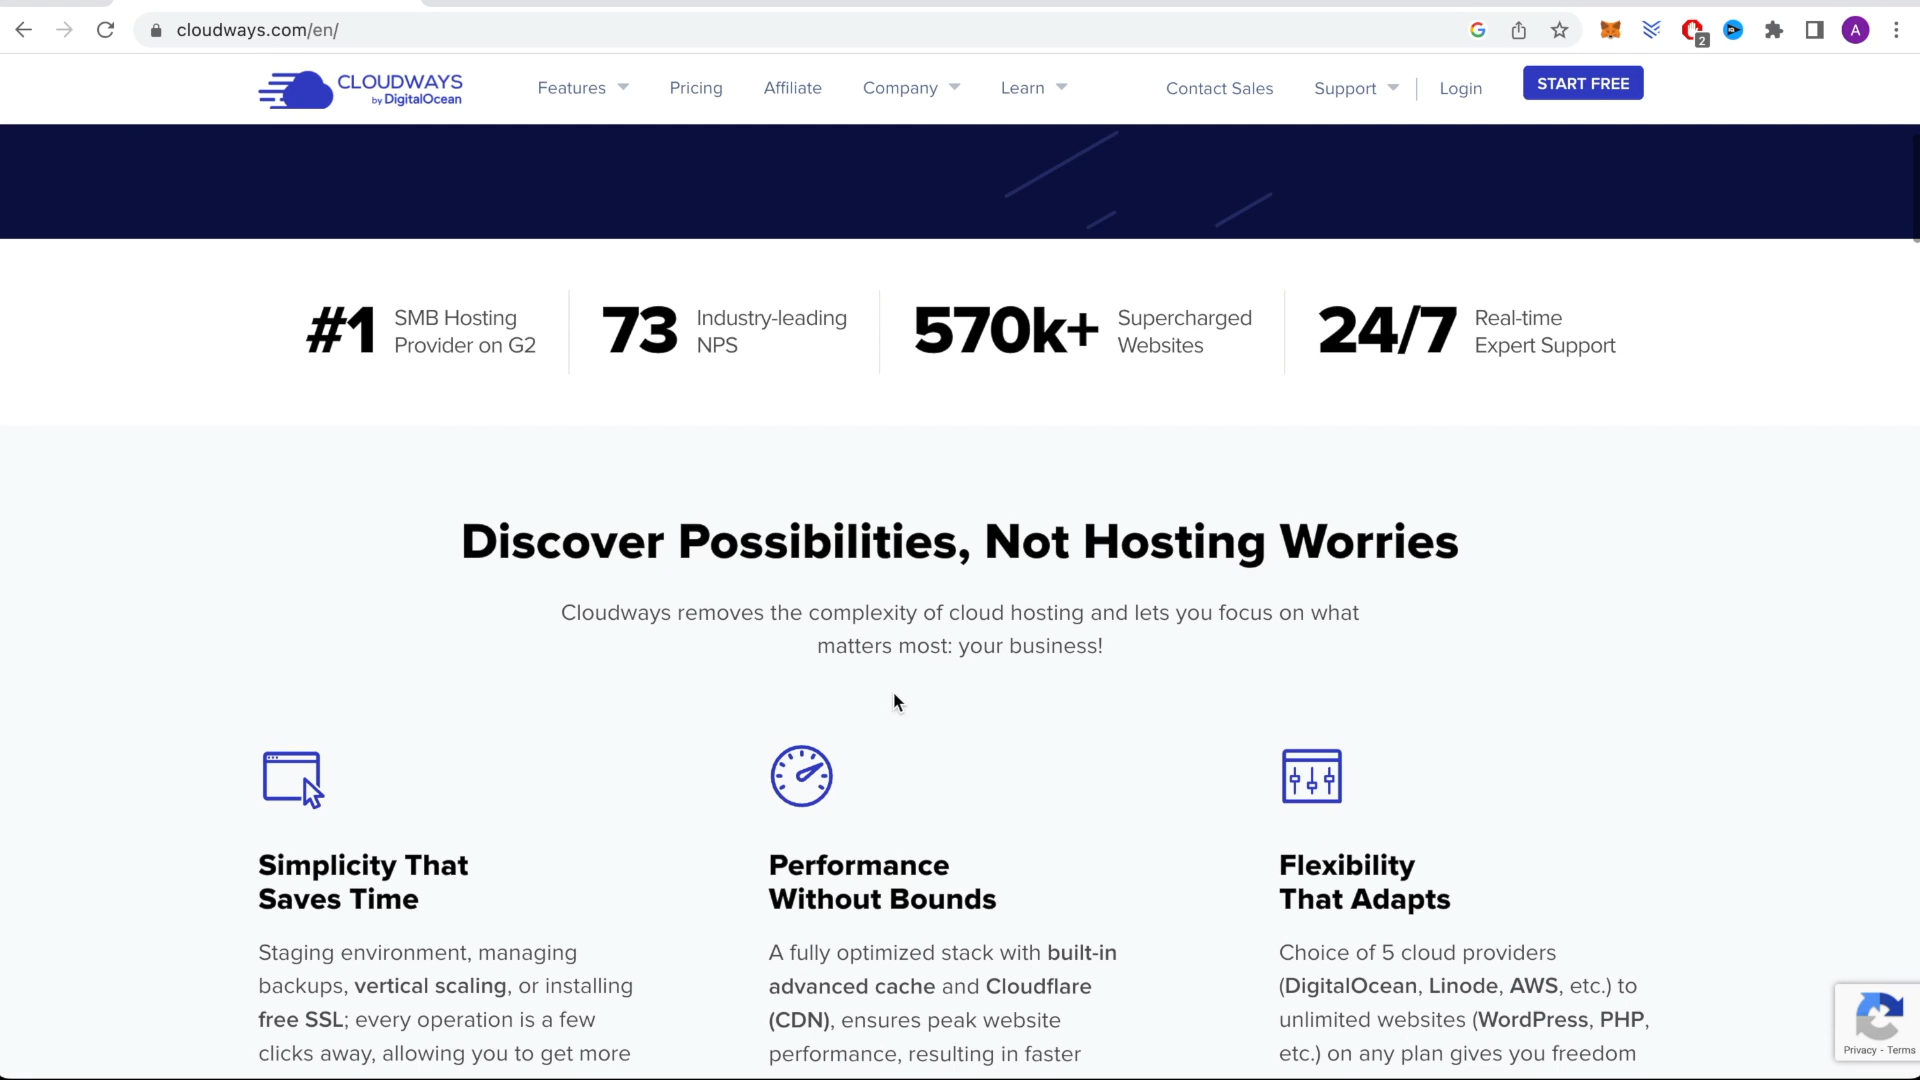 cloudways.com/en/
2
A
CLOUDWAYS
by DigitalOcean
Features
Pricing
Affiliate
Company
Learn
Contact Sales
Support
Login
START FREE
#1
SMB Hosting
Provider on G2
73
Industry-leading
NPS
570k+
Supercharged
Websites
24/7
Real-time
Expert Support
Discover Possibilities, Not Hosting Worries
Cloudways removes the complexity of cloud hosting and lets you focus on what
matters most: your business!
Simplicity That
Saves Time
Staging environment, managing
backups, vertical scaling, or installing
free SSL; every operation is a few
clicks away, allowing you to get more
Performance
Without Bounds
A fully optimized stack with built-in
advanced cache and Cloudflare
(CDN), ensures peak website
performance, resulting in faster
Flexibility
That Adapts
Choice of 5 cloud providers
(DigitalOcean, Linode, AWS, etc.) to
unlimited websites (WordPress, PHP,
etc.) on any plan gives you freedom
Privacy - Terms